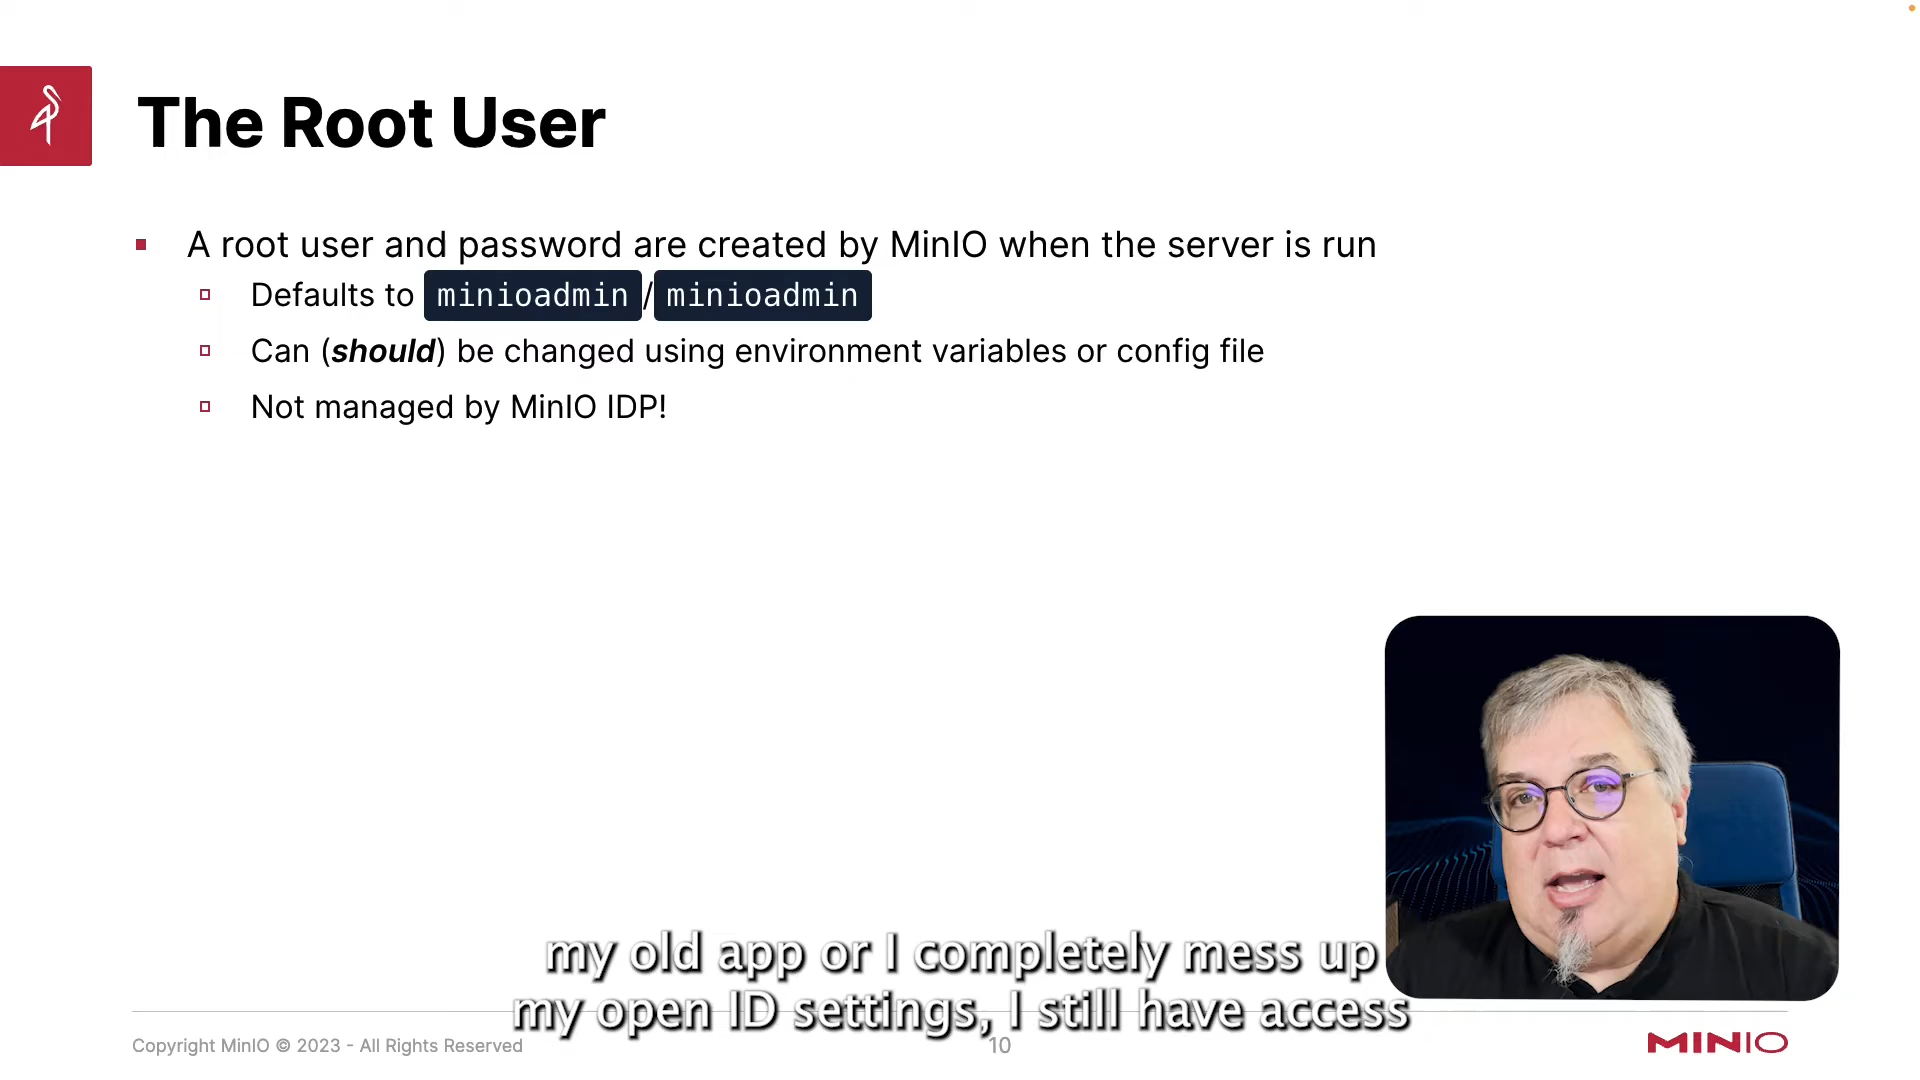 The Root User
A root user and password are created by MinIO when the server is run
Defaults to minioadmin/minioadmin
Can (should) be changed using environment variables or config file
Not managed by MinIO IDP!
my old app or I completely mess up
my open ID settings, I still have access
Copyright MinIO © 2023 - All Rights Reserved
10
MINIO